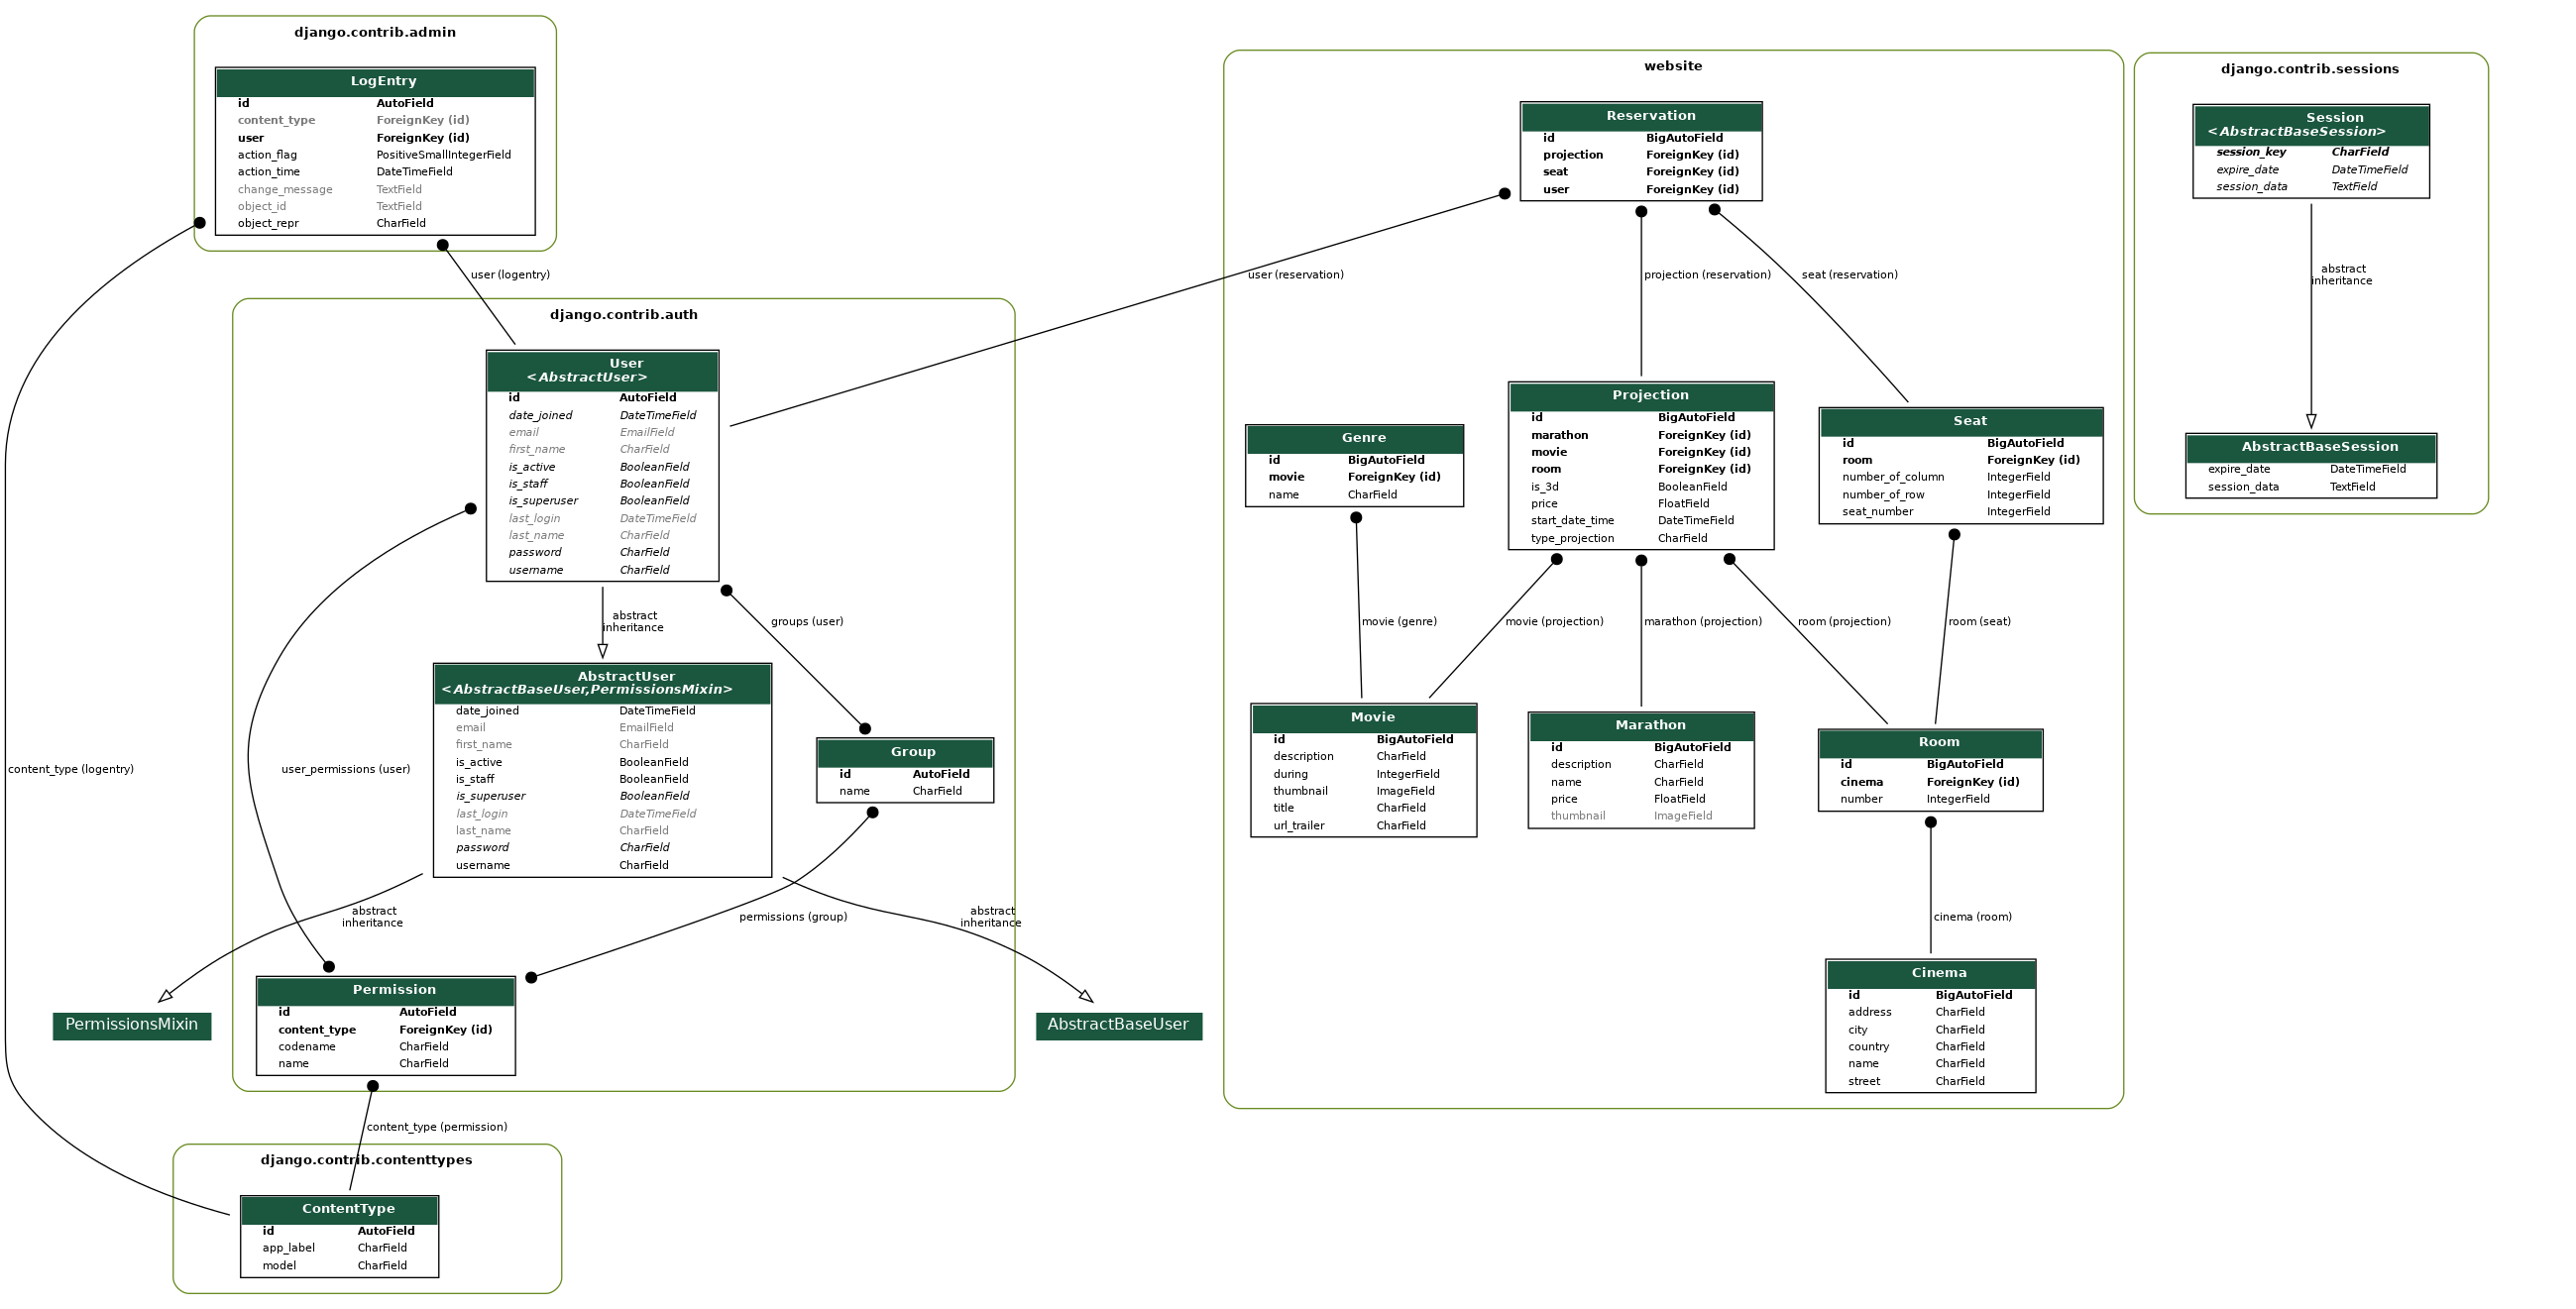 django.contrib.admin
LogEntry
id AutoField
content_type ForeignKey (id)
user ForeignKey (id)
action_flag PositiveSmallIntegerField
action_time DateTimeField
change_message TextField
object_id TextField
object_repr CharField
user (logentry)
content_type (logentry)
django.contrib.auth
User
<AbstractUser>
id AutoField
date_joined DateTimeField
email EmailField
first_name CharField
is_active BooleanField
is_staff BooleanField
is_superuser BooleanField
last_login DateTimeField
last_name CharField
password CharField
username CharField
abstract
inheritance
groups (user)
user_permissions (user)
AbstractUser
<AbstractBaseUser,PermissionsMixin>
date_joined DateTimeField
email EmailField
first_name CharField
is_active BooleanField
is_staff BooleanField
is_superuser BooleanField
last_login DateTimeField
last_name CharField
password CharField
username CharField
Group
id AutoField
name CharField
abstract
inheritance
permissions (group)
abstract
inheritance
PermissionsMixin
Permission
id AutoField
content_type ForeignKey (id)
codename CharField
name CharField
AbstractBaseUser
content_type (permission)
django.contrib.contenttypes
ContentType
id AutoField
app_label CharField
model CharField
website
Reservation
id BigAutoField
projection ForeignKey (id)
seat ForeignKey (id)
user ForeignKey (id)
user (reservation)
projection (reservation)
seat (reservation)
Genre
id BigAutoField
movie ForeignKey (id)
name CharField
Projection
id BigAutoField
marathon ForeignKey (id)
movie ForeignKey (id)
room ForeignKey (id)
is_3d BooleanField
price FloatField
start_date_time DateTimeField
type_projection CharField
Seat
id BigAutoField
room ForeignKey (id)
number_of_column IntegerField
number_of_row IntegerField
seat_number IntegerField
movie (genre)
movie (projection)
marathon (projection)
room (projection)
room (seat)
Movie
id BigAutoField
description CharField
during IntegerField
thumbnail ImageField
title CharField
url_trailer CharField
Marathon
id BigAutoField
description CharField
name CharField
price FloatField
thumbnail ImageField
Room
id BigAutoField
cinema ForeignKey (id)
number IntegerField
cinema (room)
Cinema
id BigAutoField
address CharField
city CharField
country CharField
name CharField
street CharField
django.contrib.sessions
Session
<AbstractBaseSession>
session_key CharField
expire_date DateTimeField
session_data TextField
abstract
inheritance
AbstractBaseSession
expire_date DateTimeField
session_data TextField